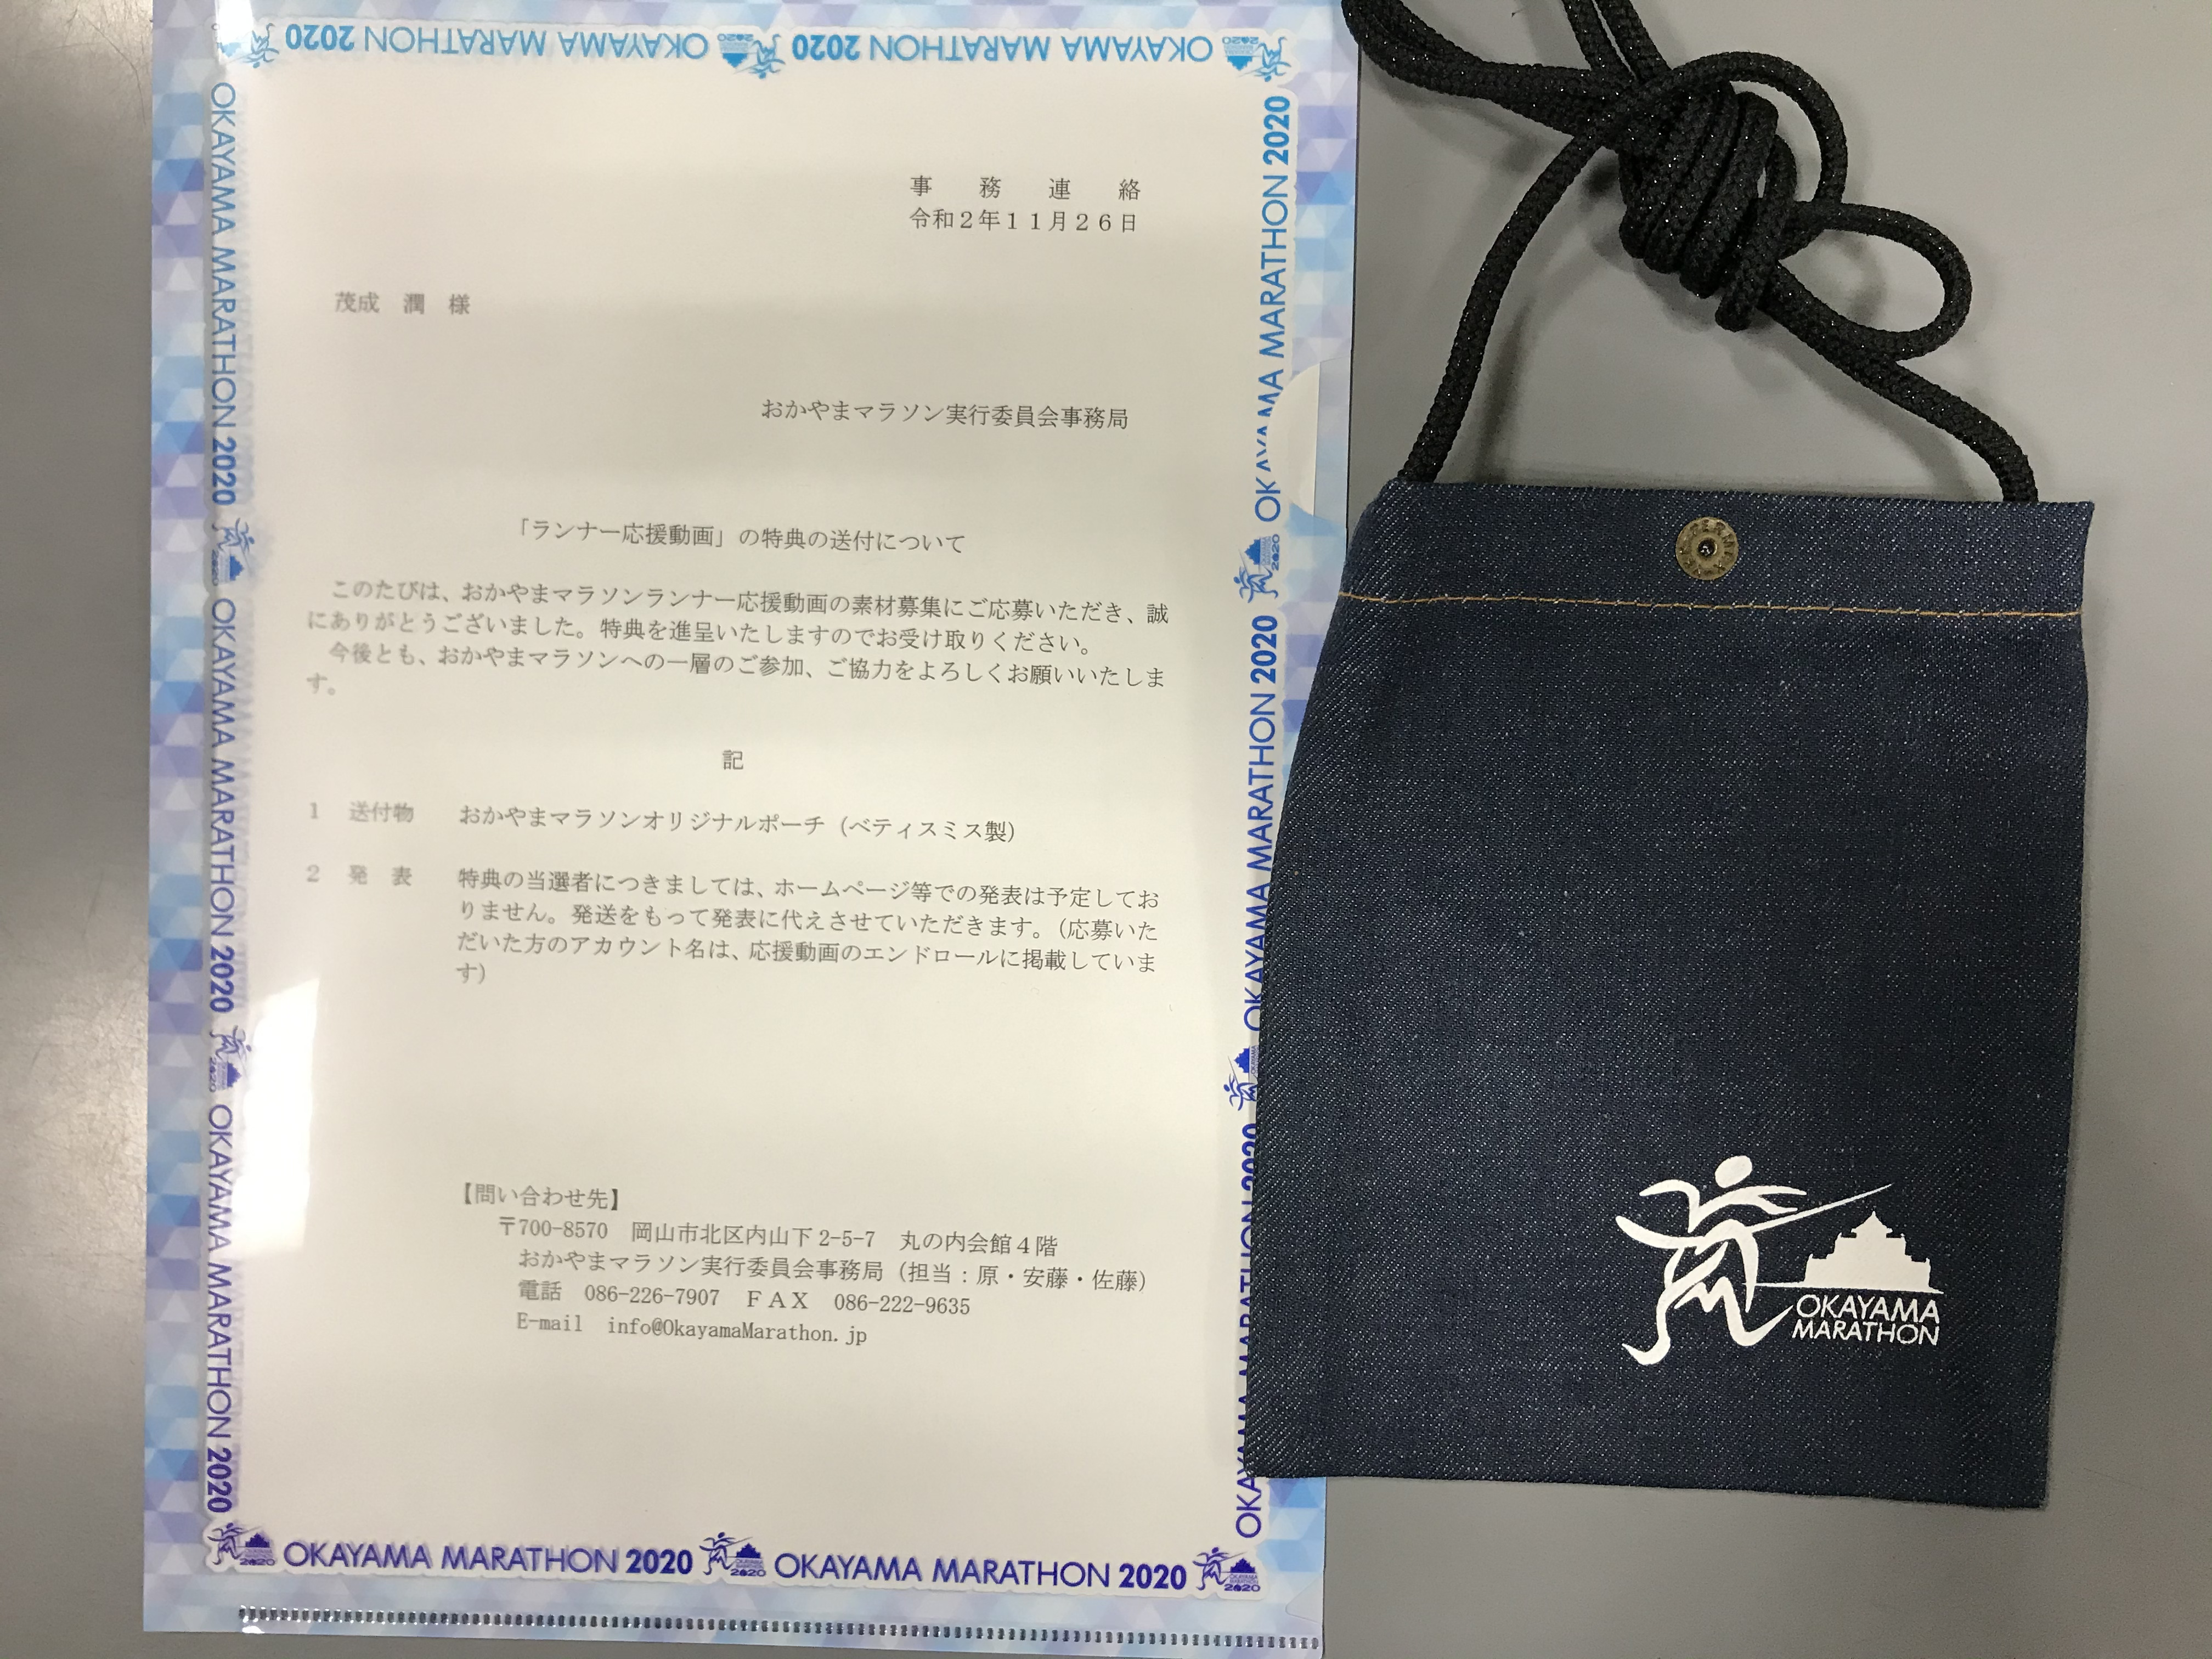 OKAYAMA MARATHON 2020 OKAYAMA MARATHON 2020
事　務　連　絡
令和２年１１月２６日
茂成　潤　様
おかやまマラソン実行委員会事務局
「ランナー応援動画」の特典の送付について
このたびは、おかやまマラソンランナー応援動画の素材募集にご応募いただき、誠
にありがとうございました。特典を進呈いたしますのでお受け取りください。
今後とも、おかやまマラソンへの一層のご参加、ご協力をよろしくお願いいたしま
す。
記
1　送付物　おかやまマラソンオリジナルポーチ（ベティスミス製）
2　発　表　特典の当選者につきましては、ホームページ等での発表は予定してお
りません。発送をもって発表に代えさせていただきます。（応募いた
だいた方のアカウント名は、応援動画のエンドロールに掲載していま
す）
【問い合わせ先】
〒700-8570　岡山市北区内山下 2-5-7　丸の内会館４階
おかやまマラソン実行委員会事務局（担当：原・安藤・佐藤）
電話　086-226-7907　ＦＡＸ　086-222-9635
E-mail　info@OkayamaMarathon.jp
OKAYAMA MARATHON 2020 OKAYAMA MARATHON 2020
OKAYAMA MARATHON 2020 OKAYAMA MARATHON 2020 OKAYAMA MARATHON 2020
MARATHON 2020 OKAYAMA MARATHON 2020 OKAYAMA MARATHON 2020
OKAYAMA
MARATHON